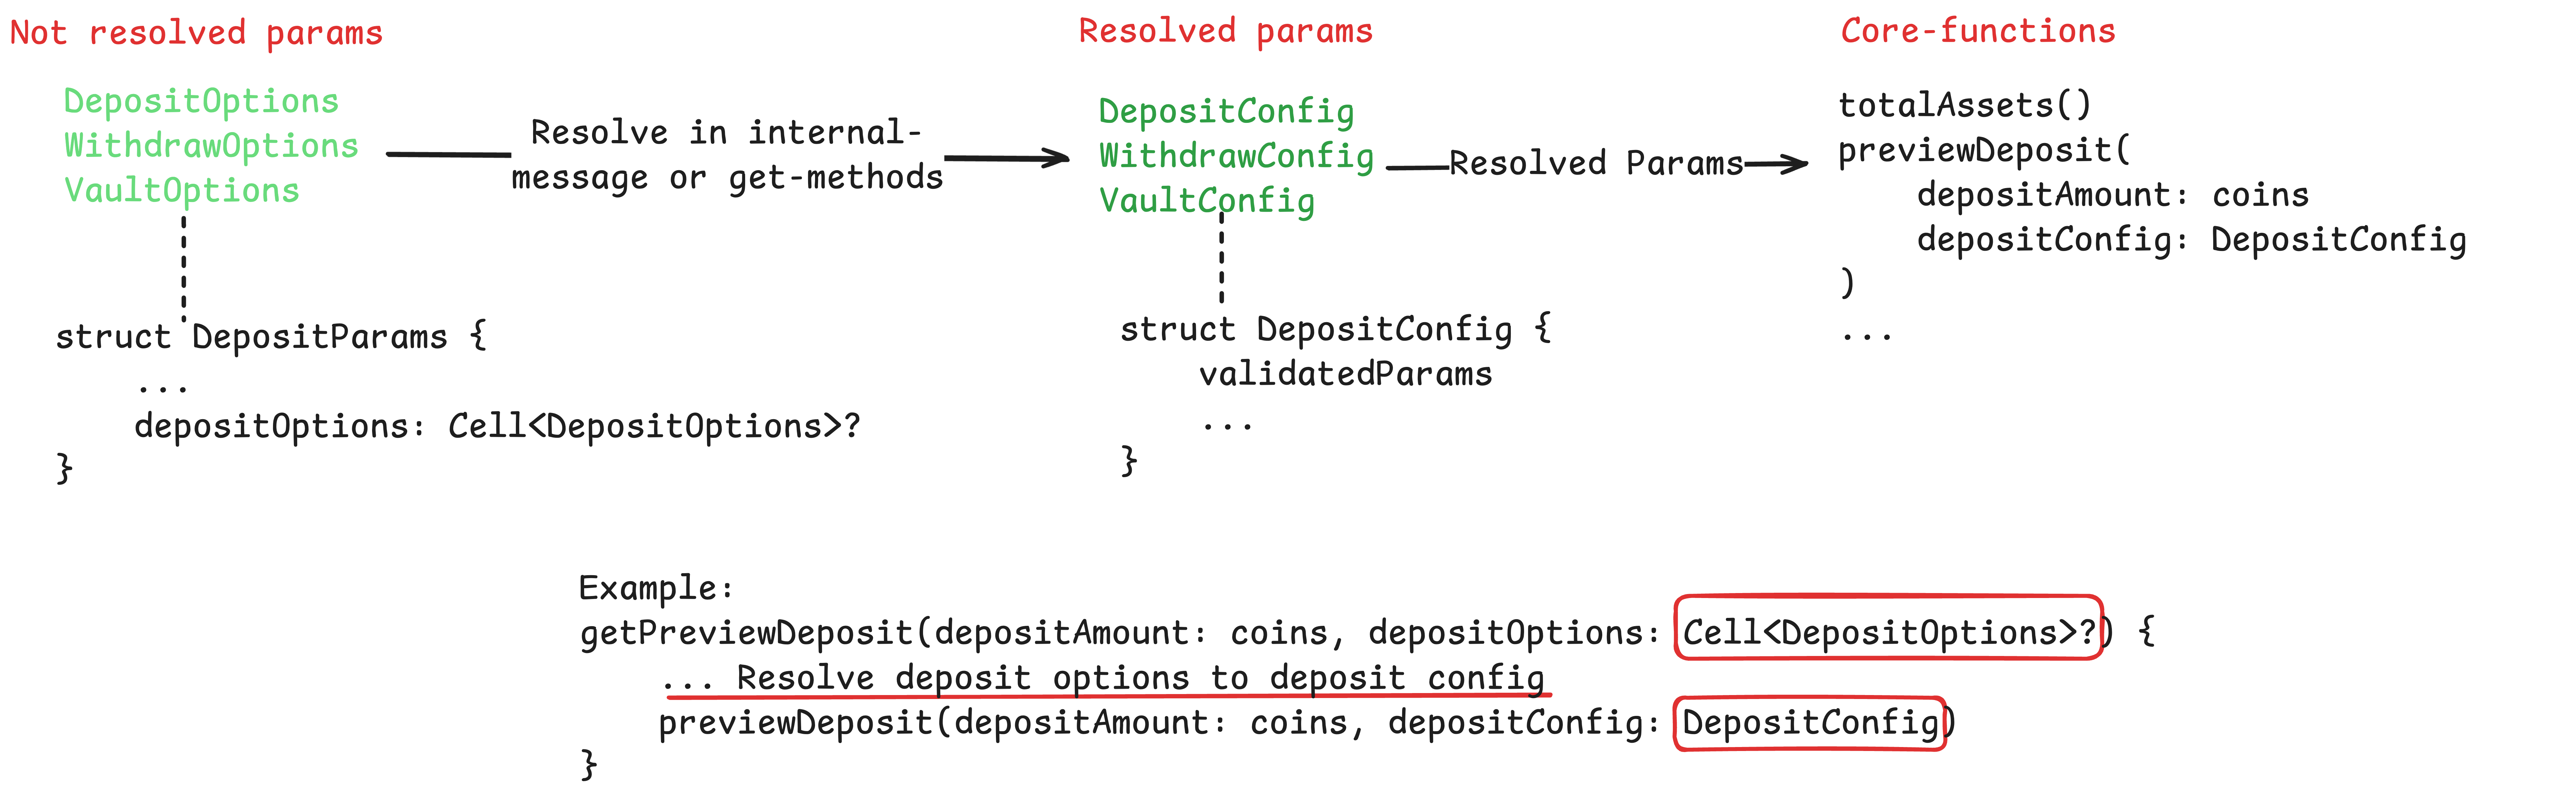 Not resolved params
DepositOptions
WithdrawOptions
VaultOptions
struct DepositParams {
...
depositOptions: Cell<DepositOptions>?
}
Resolve in internal-
message or get-methods
Resolved params
DepositConfig
WithdrawConfig
VaultConfig
struct DepositConfig {
validatedParams
...
}
Resolved Params
Core-functions
totalAssets()
previewDeposit(
depositAmount: coins
depositConfig: DepositConfig
)
...
Example:
getPreviewDeposit(depositAmount: coins, depositOptions: Cell<DepositOptions>?) {
... Resolve deposit options to deposit config
previewDeposit(depositAmount: coins, depositConfig: DepositConfig)
}